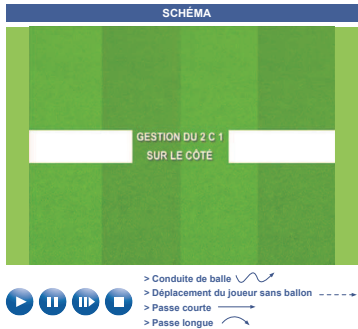 SCHÉMA
GESTION DU 2 C 1
SUR LE CÔTÉ
> Conduite de balle
> Déplacement du joueur sans ballon
> Passe courte
> Passe longue